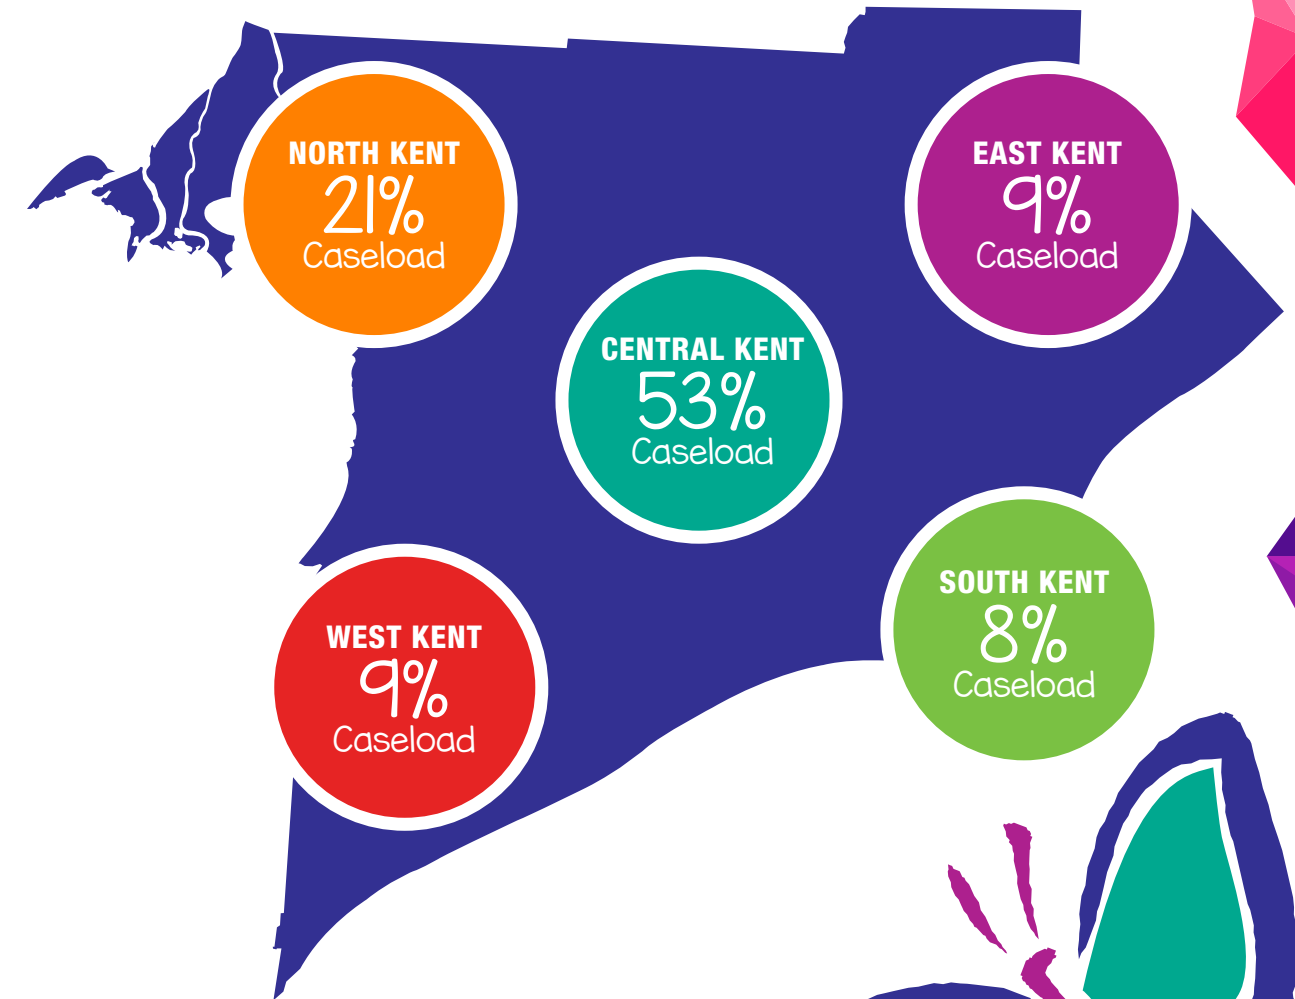 NORTH KENT
21%
Caseload
EAST KENT
9%
Caseload
CENTRAL KENT
53%
Caseload
SOUTH KENT
8%
Caseload
WEST KENT
9%
Caseload